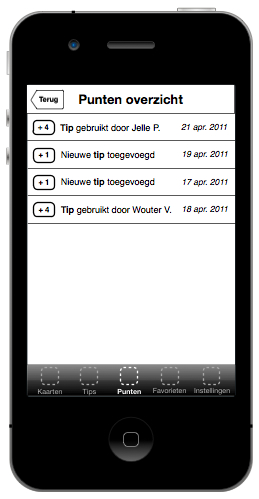 Terug Punten overzicht
+ 4 Tip gebruikt door Jelle P. 21 apr. 2011
+ 1 Nieuwe tip toegevoegd 19 apr. 2011
+ 1 Nieuwe tip toegevoegd 17 apr. 2011
+ 4 Tip gebruikt door Wouter V. 18 apr. 2011
Kaarten Tips Punten Favorieten Instellingen